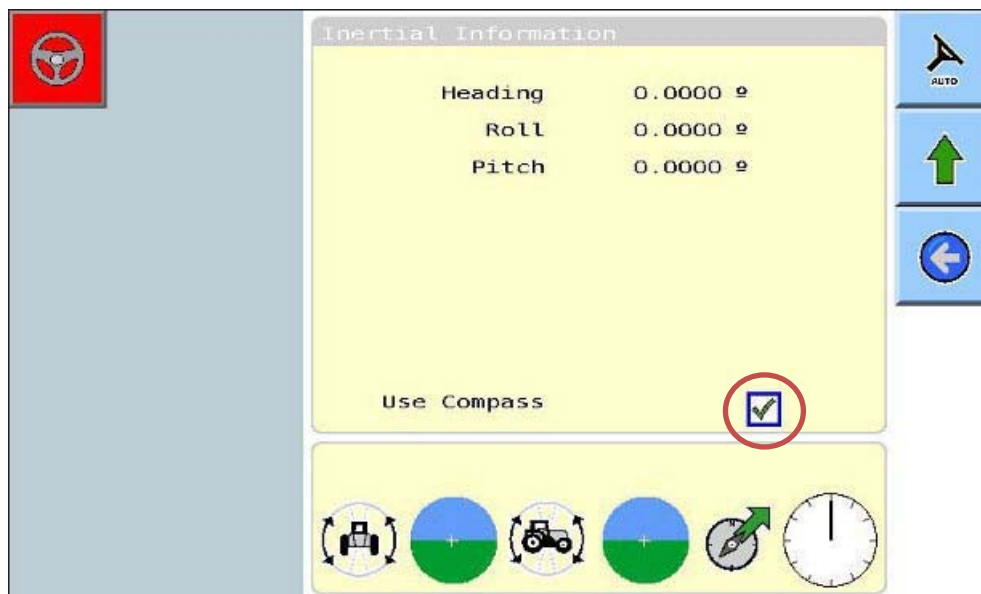 Inertial Information
AUTO
Heading 0.0000 º
Roll 0.0000 º
Pitch 0.0000 º
Use Compass